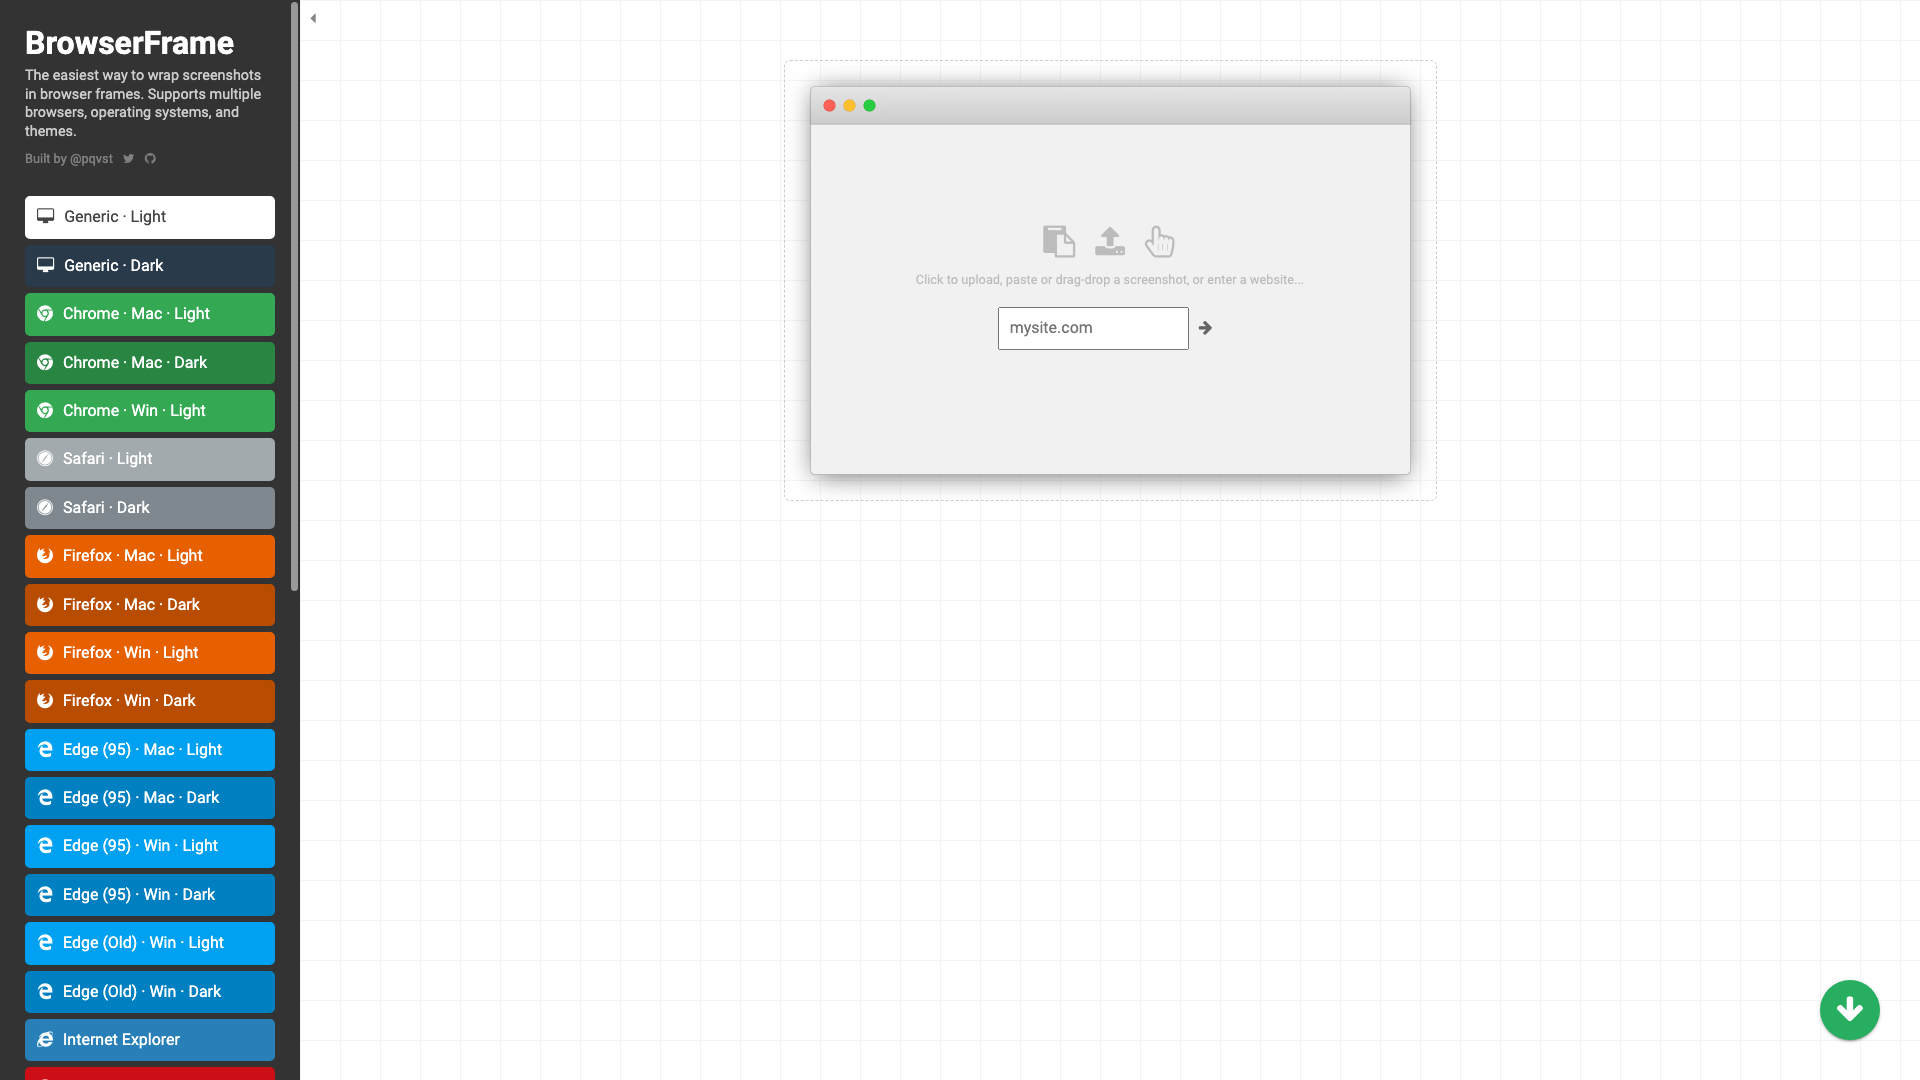 BrowserFrame
The easiest way to wrap screenshots
in browser frames. Supports multiple
browsers, operating systems, and
themes.
Built by @pqvst
Generic · Light
Generic · Dark
Chrome · Mac · Light
Chrome · Mac · Dark
Chrome · Win · Light
Safari · Light
Safari · Dark
Firefox · Mac · Light
Firefox · Mac · Dark
Firefox · Win · Light
Firefox · Win · Dark
Edge (95) · Mac · Light
Edge (95) · Mac · Dark
Edge (95) · Win · Light
Edge (95) · Win · Dark
Edge (Old) · Win · Light
Edge (Old) · Win · Dark
Internet Explorer
Click to upload, paste or drag-drop a screenshot, or enter a website...
mysite.com